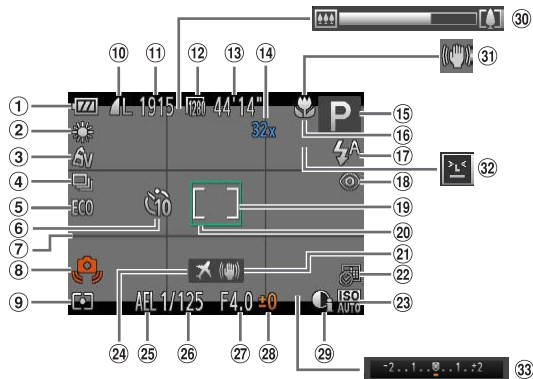 30
10 11 12 13 14
31
1 L 1915 1280 44'14" P 15
2 32x 16
3 AV ⚡A 17
32
4 18
5 ECO 10 19
6 20
7 21
8 22
9 AEL 1/125 F4.0 ±0 i ISO AUTO 23
24 25 26 27 28 29
-2..1..0..1..+2 33